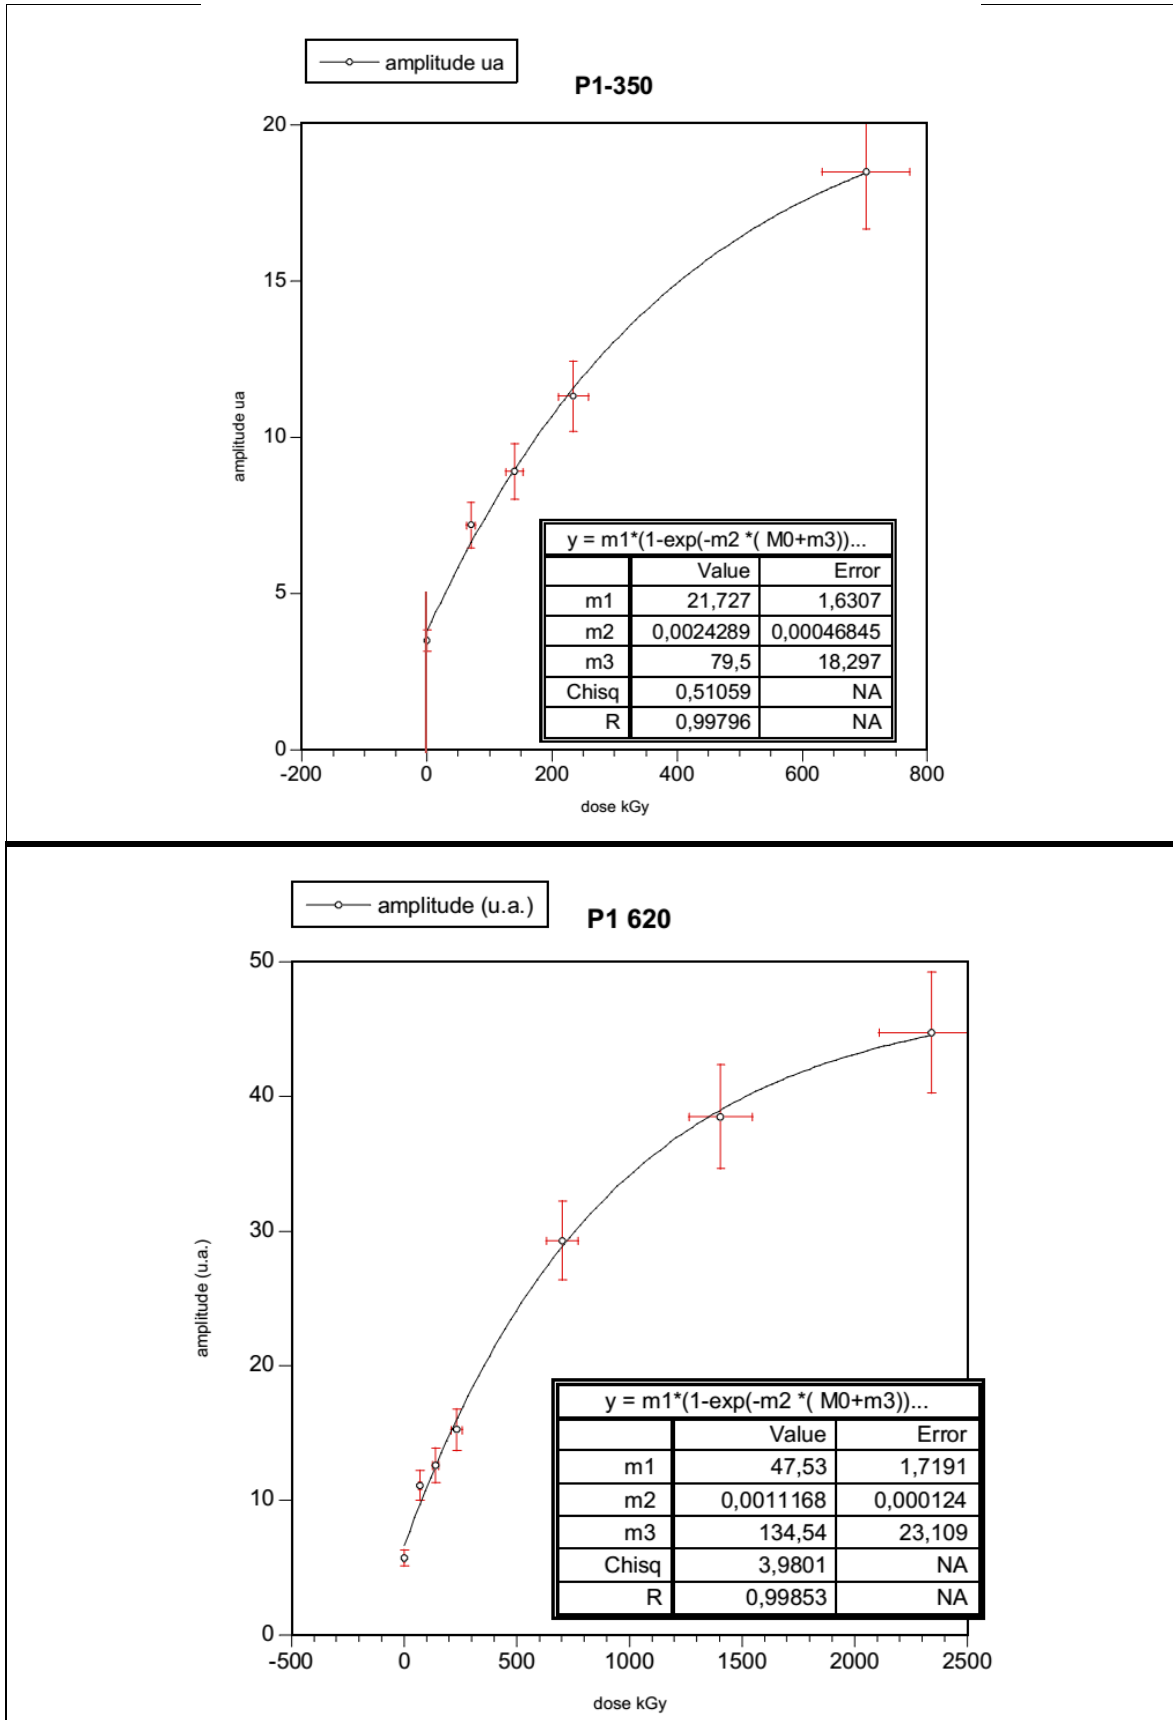 amplitude ua
P1-350
20
15
10
5
0
amplitude ua
y = m1*(1-exp(-m2 *( M0+m3))...
Value Error
m1 21,727 1,6307
m2 0,0024289 0,00046845
m3 79,5 18,297
Chisq 0,51059 NA
R 0,99796 NA
-200 0 200 400 600 800
dose kGy
amplitude (u.a.)
P1 620
50
40
30
20
10
0
amplitude (u.a.)
y = m1*(1-exp(-m2 *( M0+m3))...
Value Error
m1 47,53 1,7191
m2 0,0011168 0,000124
m3 134,54 23,109
Chisq 3,9801 NA
R 0,99853 NA
-500 0 500 1000 1500 2000 2500
dose kGy